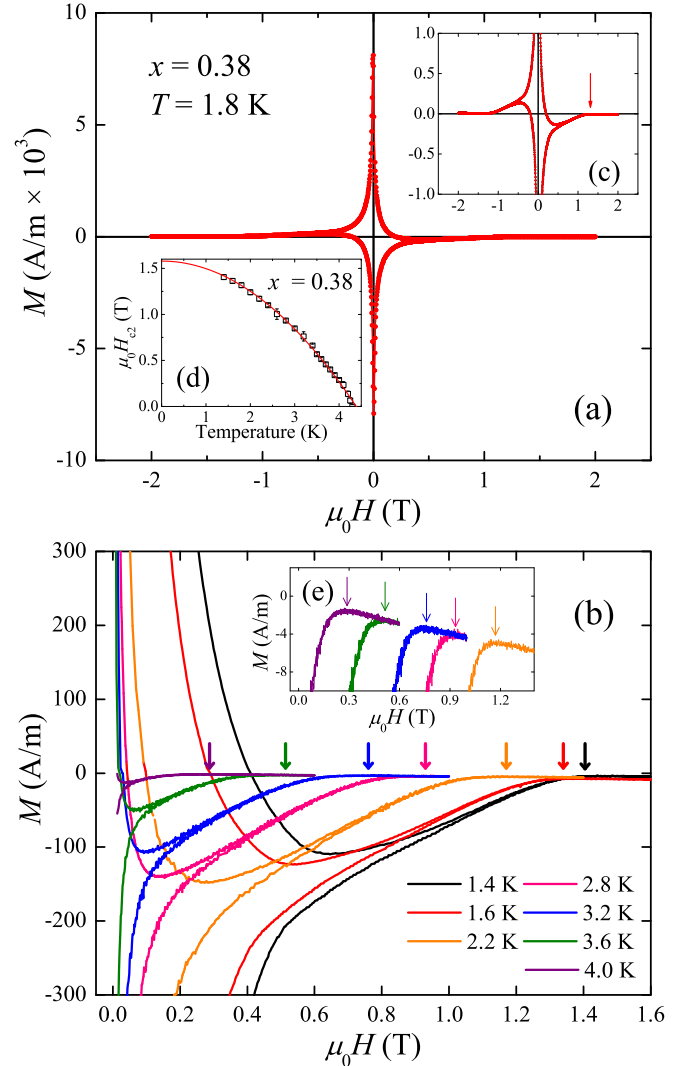 x = 0.38
T = 1.8 K
M (A/m × 10³)
10
5
0
-5
-10
-2
-1
0
1
2
μ₀H (T)
(a)
1.0
0.5
0.0
-0.5
-1.0
-2
-1
0
1
2
(c)
x = 0.38
μ₀H_c2 (T)
1.5
1.0
0.5
0.0
0
1
2
3
4
Temperature (K)
(d)
(b)
M (A/m)
300
200
100
0
-100
-200
-300
0.0
0.2
0.4
0.6
0.8
1.0
1.2
1.4
1.6
μ₀H (T)
(e)
M (A/m)
0
-4
-8
0.3
0.6
0.9
1.2
μ₀H (T)
1.4 K
1.6 K
2.2 K
2.8 K
3.2 K
3.6 K
4.0 K